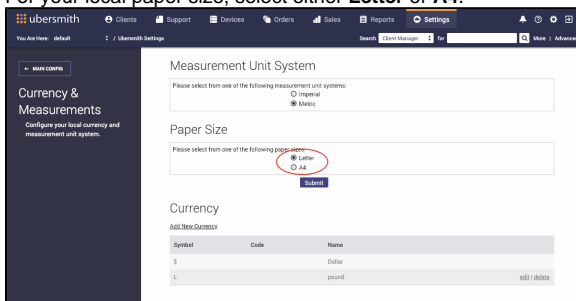 For your local paper size, select either Letter or A4.
ubersmith Clients Support Devices Orders Sales Reports Settings
You Are Here: default / Ubersmith Settings Search Client Manager for More | Advanced
← MAIN CONFIG
Currency &
Measurements
Configure your local currency and
measurement unit system.
Measurement Unit System
Please select from one of the following measurement unit systems:
Imperial
Metric
Paper Size
Please select from one of the following paper sizes:
Letter
A4
Submit
Currency
Add New Currency
Symbol Code Name
$ Dollar
L pound edit | delete